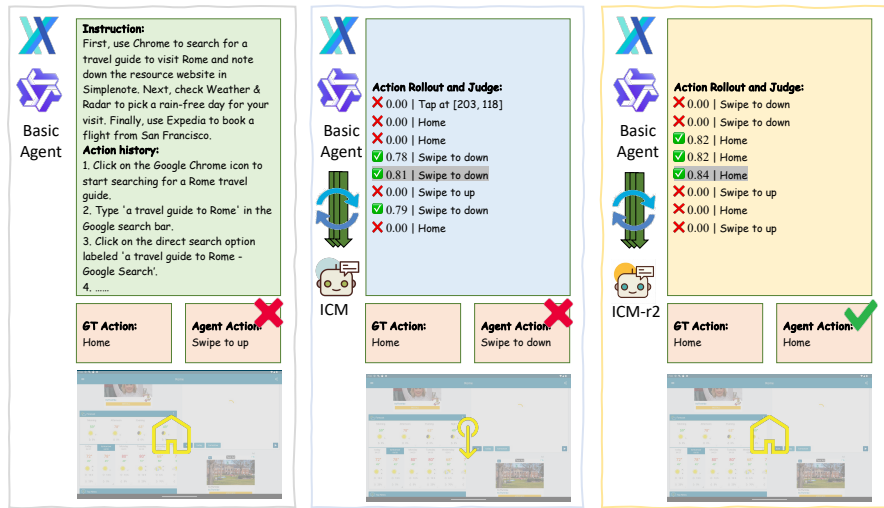 Instruction:
First, use Chrome to search for a
travel guide to visit Rome and note
down the resource website in
Simplenote. Next, check Weather &
Radar to pick a rain-free day for your
visit. Finally, use Expedia to book a
flight from San Francisco.
Action history:
1. Click on the Google Chrome icon to
start searching for a Rome travel
guide.
2. Type 'a travel guide to Rome' in the
Google search bar.
3. Click on the direct search option
labeled 'a travel guide to Rome -
Google Search'.
4. ......
Basic
Agent
GT Action:
Home
Agent Action:
Swipe to up
Basic
Agent
ICM
Action Rollout and Judge:
0.00 | Tap at [203, 118]
0.00 | Home
0.00 | Home
0.78 | Swipe to down
0.81 | Swipe to down
0.00 | Swipe to up
0.79 | Swipe to down
0.00 | Home
GT Action:
Home
Agent Action:
Swipe to down
Basic
Agent
ICM-r2
Action Rollout and Judge:
0.00 | Swipe to down
0.00 | Swipe to down
0.82 | Home
0.82 | Home
0.84 | Home
0.00 | Swipe to up
0.00 | Home
0.00 | Swipe to up
GT Action:
Home
Agent Action:
Home